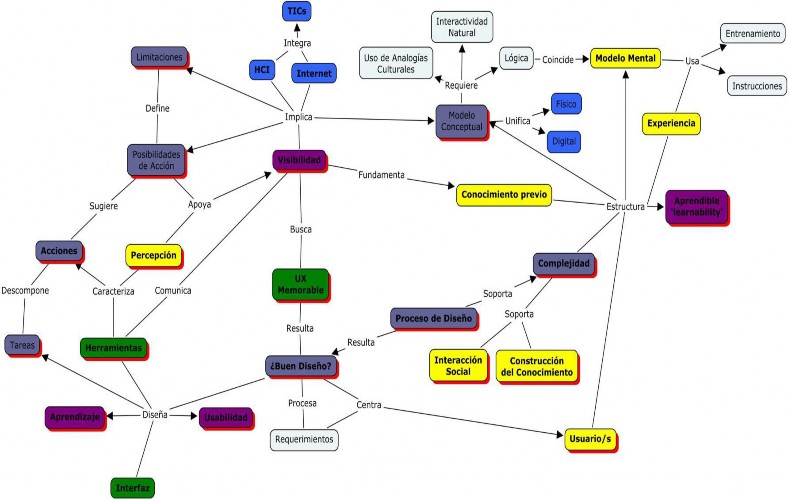 TICs
Interactividad
Natural
Entrenamiento
Integra
Limitaciones
HCI
Internet
Uso de Analogías
Culturales
Lógica
Coincide
Modelo Mental
Usa
Requiere
Instrucciones
Define
Implica
Modelo
Conceptual
Unifica
Físico
Digital
Experiencia
Posibilidades
de Acción
Visibilidad
Fundamenta
Conocimiento previo
Estructura
Aprendible
'learnability'
Sugiere
Apoya
Busca
Acciones
Percepción
Complejidad
Descompone
Caracteriza
Comunica
UX
Memorable
Soporta
Proceso de Diseño
Soporta
Tareas
Herramientas
Resulta
Resulta
Interacción
Social
Construcción
del Conocimiento
¿Buen Diseño?
Procesa
Centra
Aprendizaje
Diseña
Usabilidad
Requerimientos
Usuario/s
Interfaz